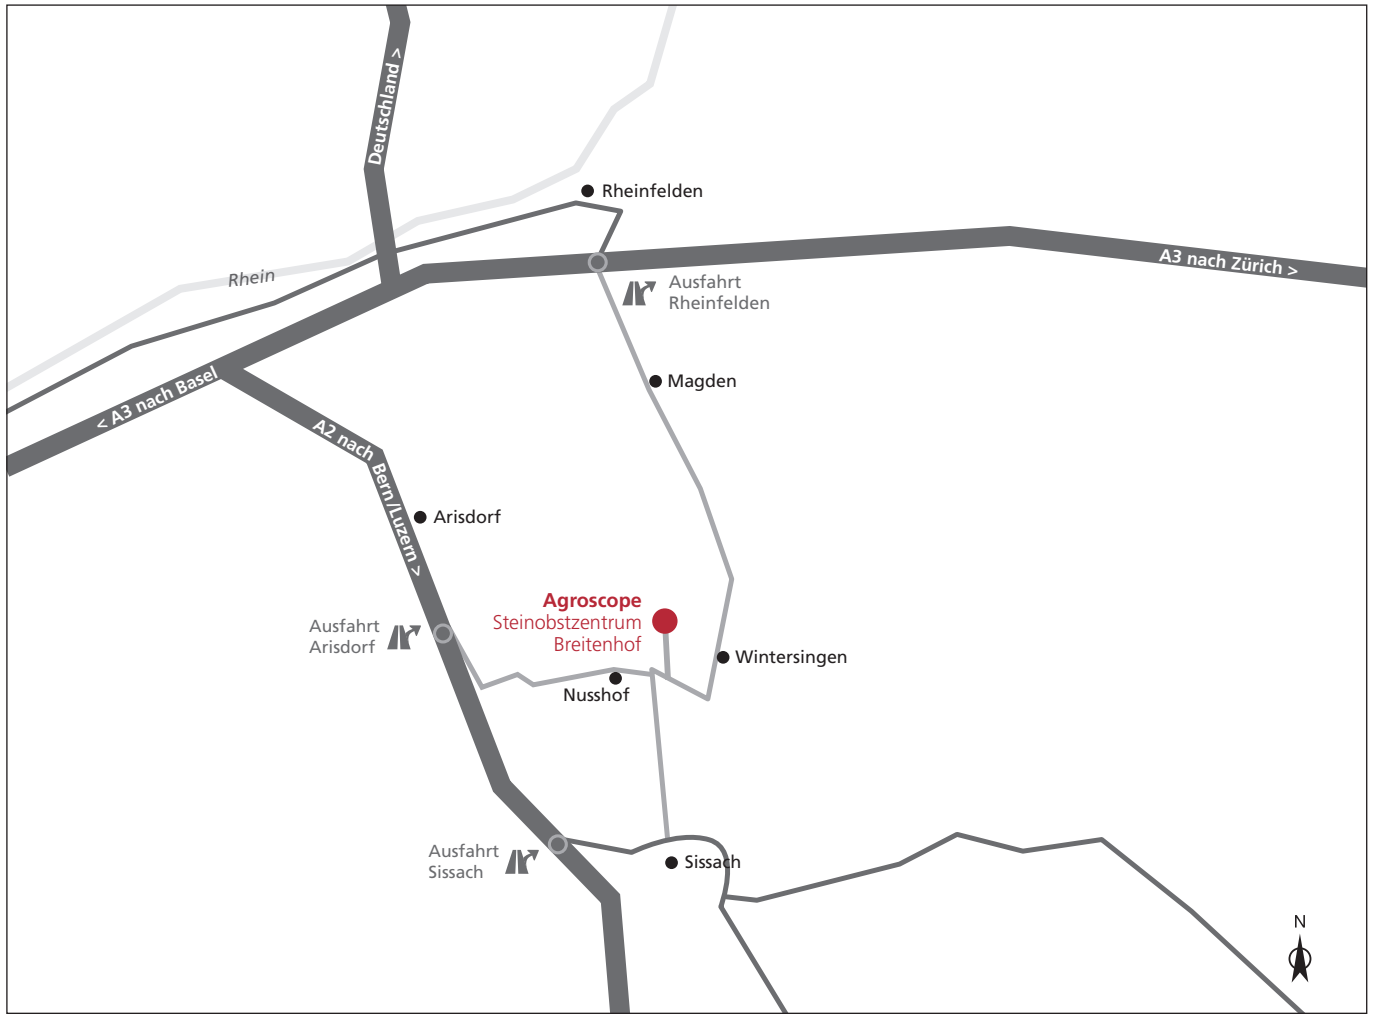 Deutschland >
Rheinfelden
Rhein
A3 nach Zürich >
Ausfahrt
Rheinfelden
< A3 nach Basel
Magden
A2 nach Bern/Luzern >
Arisdorf
Agroscope
Steinobstzentrum
Breitenhof
Ausfahrt
Arisdorf
Wintersingen
Nusshof
Ausfahrt
Sissach
Sissach
N